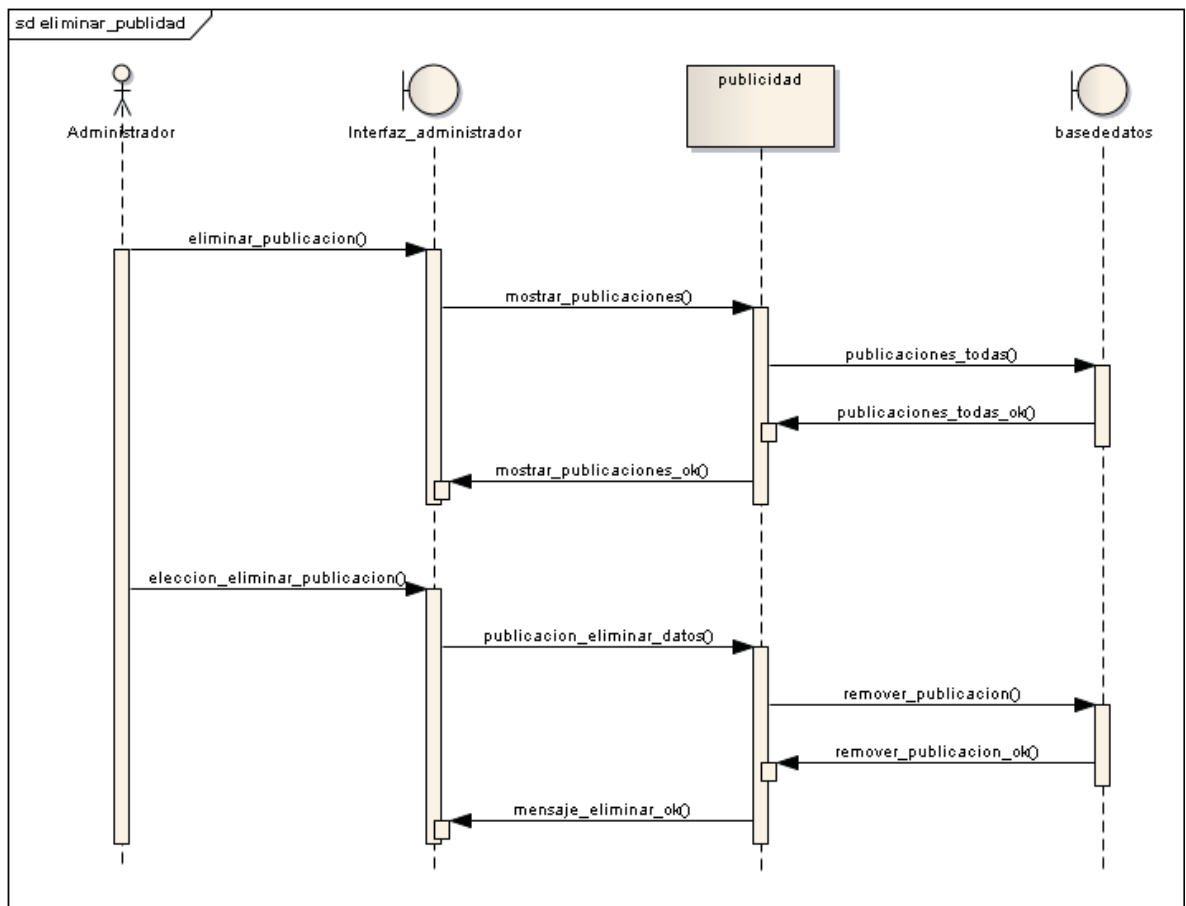 sd eliminar_publidad
Administrador
Interfaz_administrador
publicidad
basededatos
eliminar_publicacion()
mostrar_publicaciones()
publicaciones_todas()
publicaciones_todas_ok()
mostrar_publicaciones_ok()
eleccion_eliminar_publicacion()
publicacion_eliminar_datos()
remover_publicacion()
remover_publicacion_ok()
mensaje_eliminar_ok()